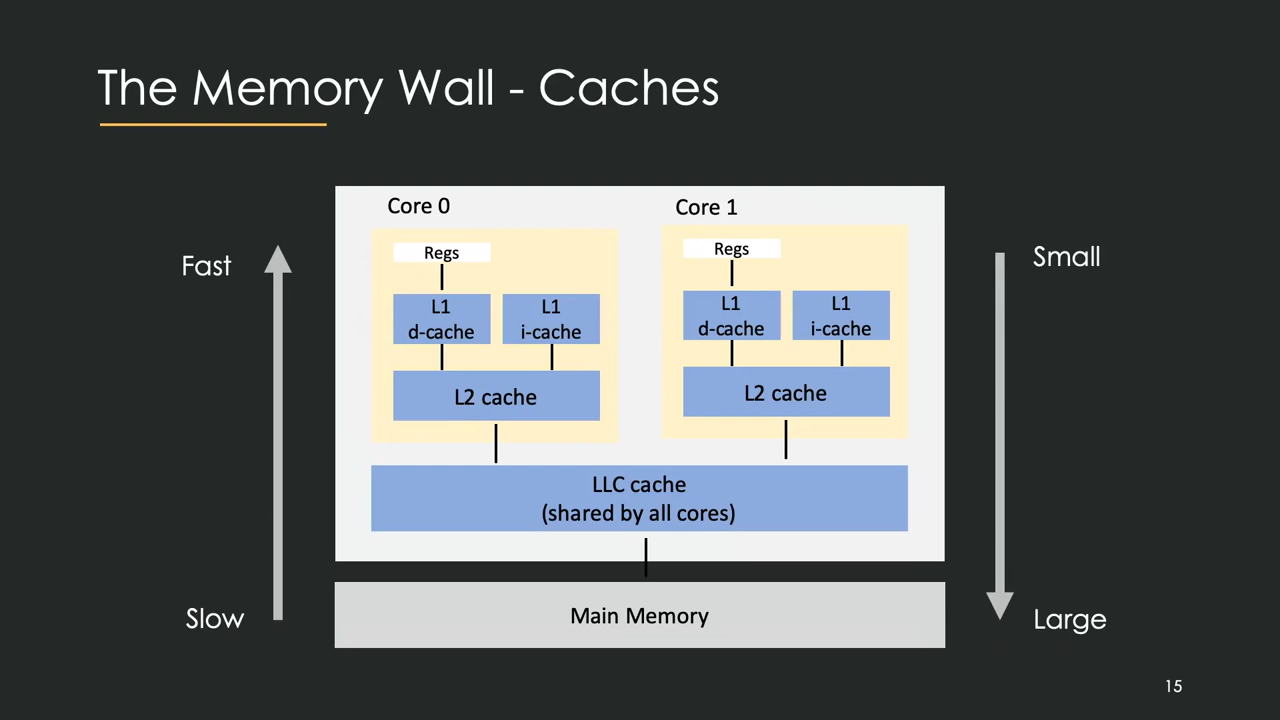 The Memory Wall - Caches
Core 0
Core 1
Fast
Small
Regs
Regs
L1
d-cache
L1
i-cache
L1
d-cache
L1
i-cache
L2 cache
L2 cache
LLC cache
(shared by all cores)
Slow
Main Memory
Large
15